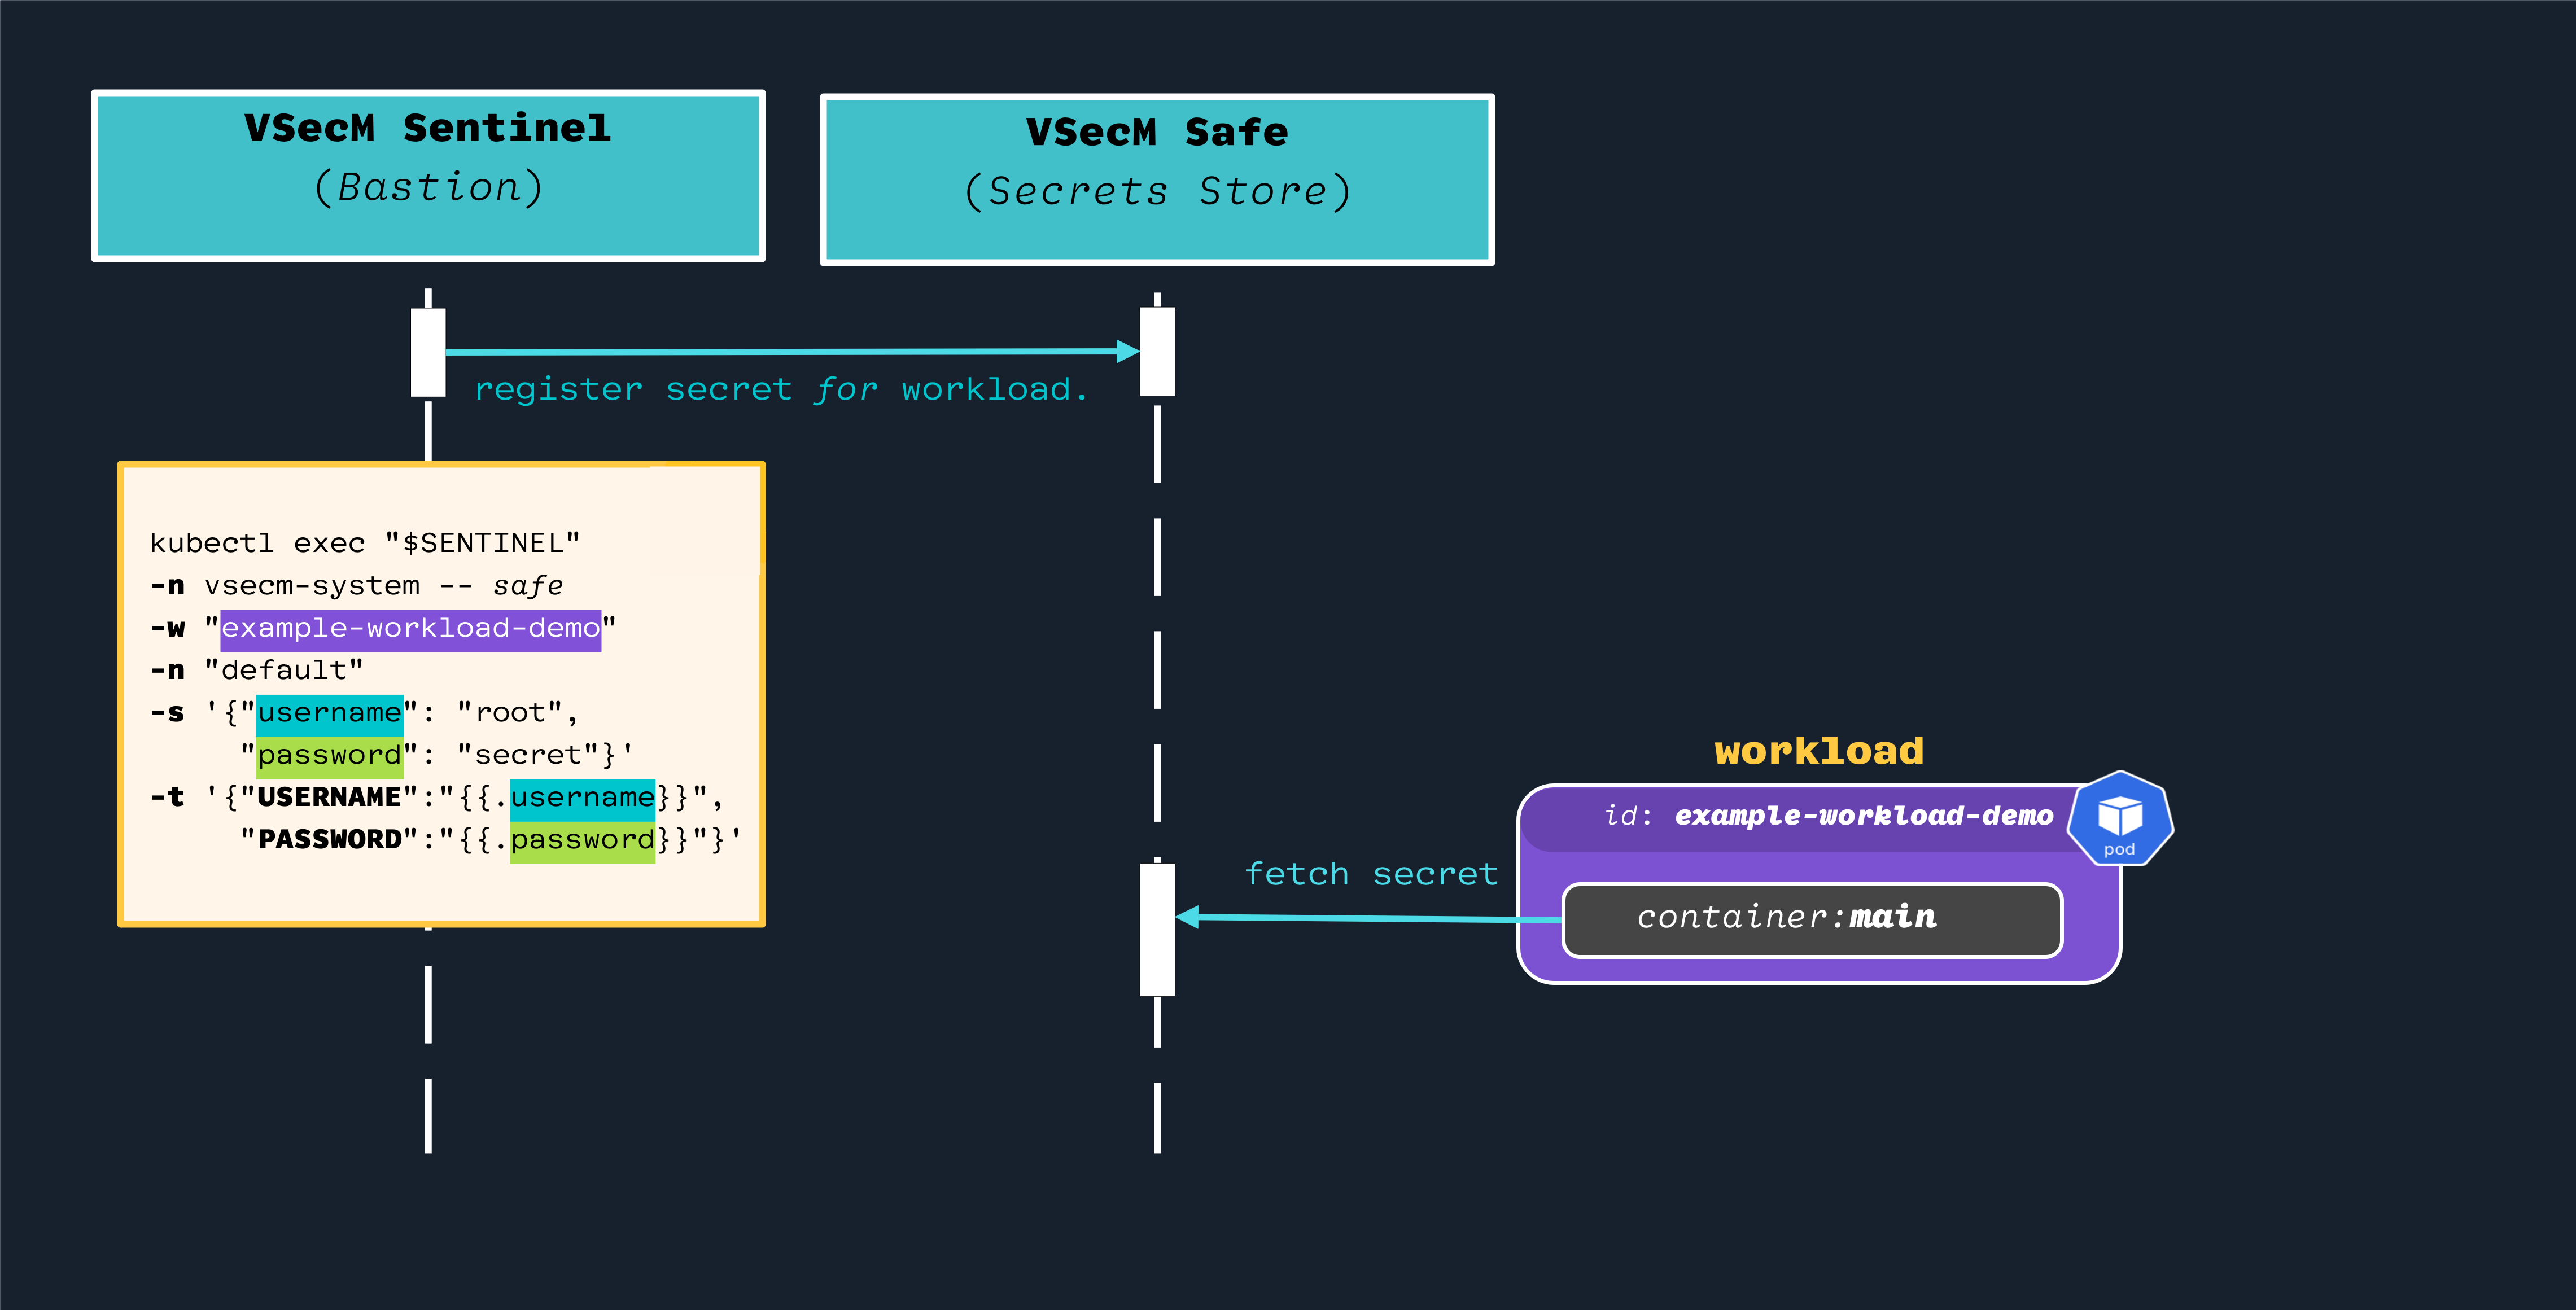 VSecM Sentinel
(Bastion)
VSecM Safe
(Secrets Store)
register secret for workload.
kubectl exec "$SENTINEL"
-n vsecm-system -- safe
-w "example-workload-demo"
-n "default"
-s '{"username": "root",
"password": "secret"}'
-t '{"USERNAME":"{{.username}}",
"PASSWORD":"{{.password}}"}'
workload
id: example-workload-demo
pod
fetch secret
container:main